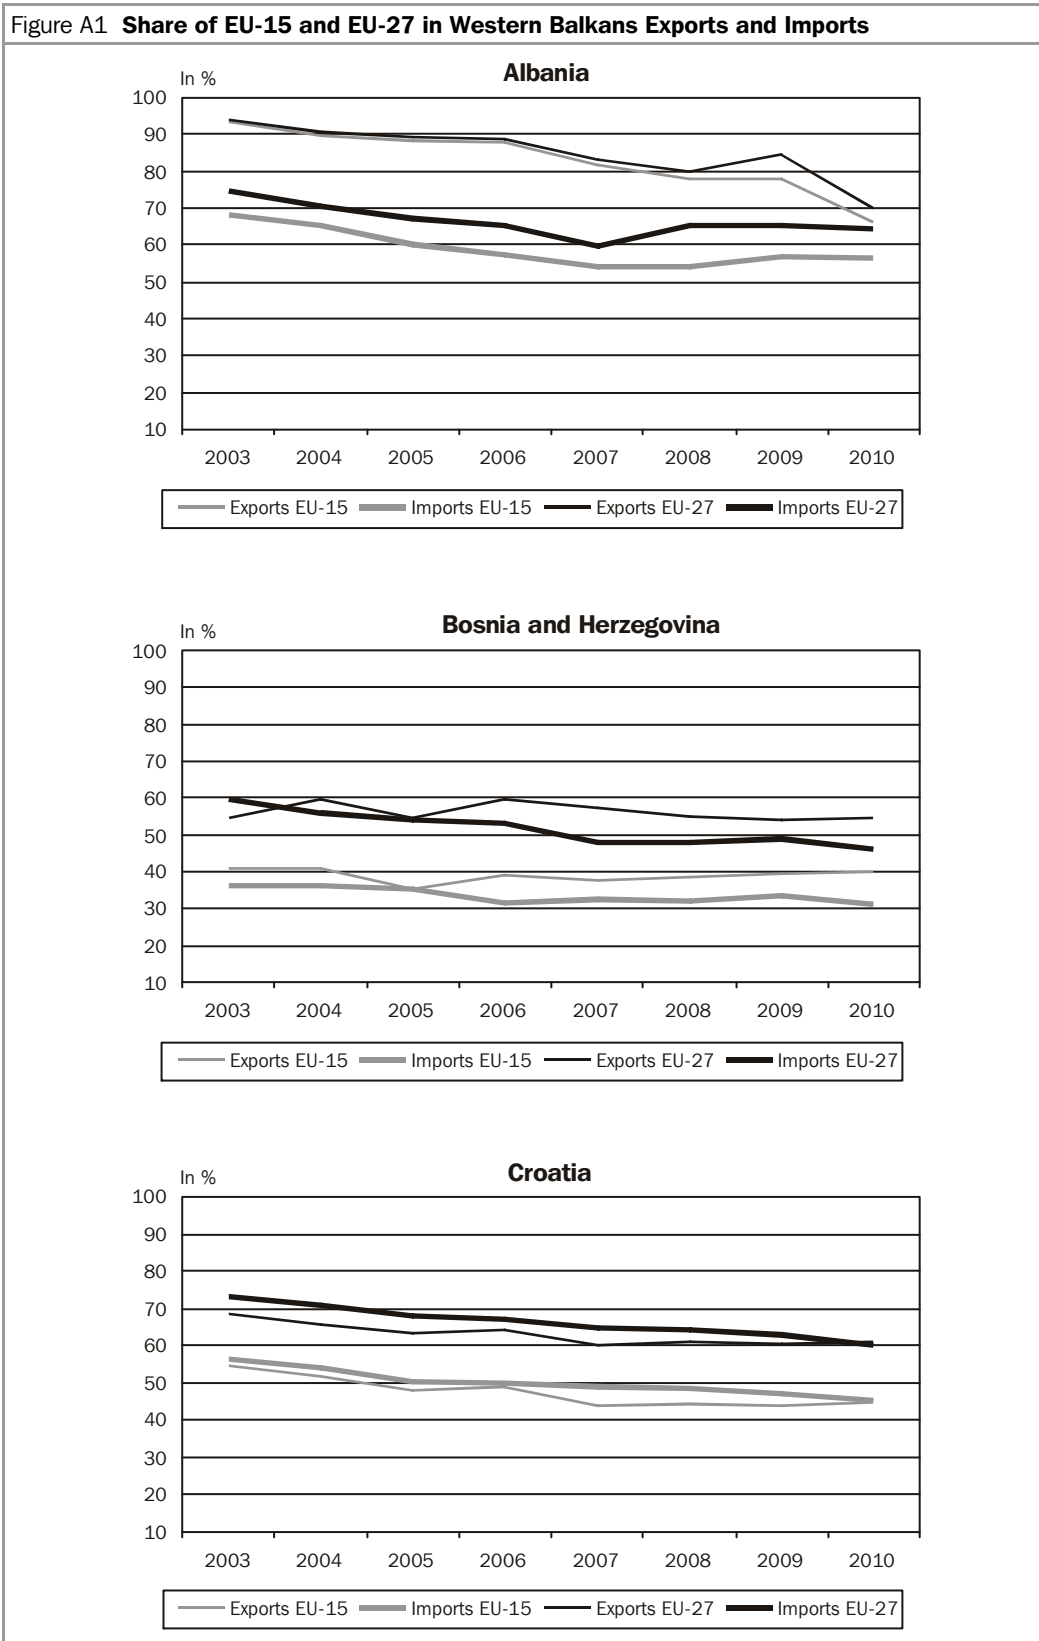 Figure A1 Share of EU-15 and EU-27 in Western Balkans Exports and Imports
In %
Albania
100
90
80
70
60
50
40
30
20
10
2003 2004 2005 2006 2007 2008 2009 2010
Exports EU-15 Imports EU-15 Exports EU-27 Imports EU-27
In %
Bosnia and Herzegovina
100
90
80
70
60
50
40
30
20
10
2003 2004 2005 2006 2007 2008 2009 2010
Exports EU-15 Imports EU-15 Exports EU-27 Imports EU-27
In %
Croatia
100
90
80
70
60
50
40
30
20
10
2003 2004 2005 2006 2007 2008 2009 2010
Exports EU-15 Imports EU-15 Exports EU-27 Imports EU-27